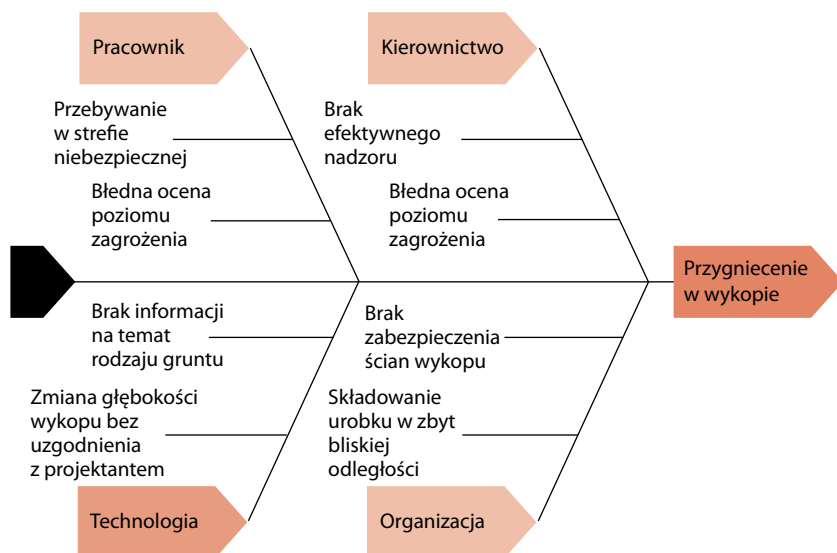 Pracownik
Kierownictwo
Przebywanie
w strefie
niebezpiecznej
Brak
efektywnego
nadzoru
Błedna ocena
poziomu
zagrożenia
Błedna ocena
poziomu
zagrożenia
Przygniecenie
w wykopie
Brak informacji
na temat
rodzaju gruntu
Brak
zabezpieczenia
ścian wykopu
Zmiana głębokości
wykopu bez
uzgodnienia
z projektantem
Składowanie
urobku w zbyt
bliskiej
odległości
Technologia
Organizacja